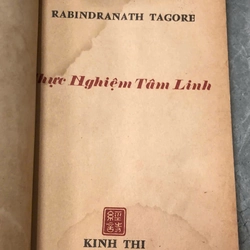 RABINDRANATH TAGORE
Thực Nghiệm Tâm Linh
KINH THI